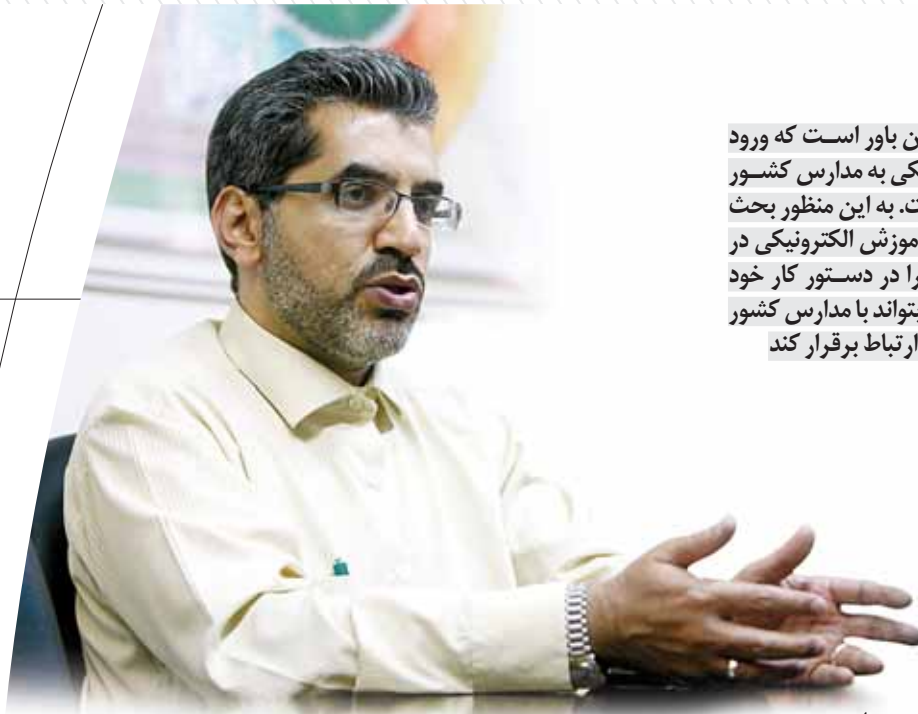 ن باور است که ورود
کی به مدارس کشور
ت. به این منظور بحث
موزش الکترونیکی در
را در دستور کار خود
بتواند با مدارس کشور
ارتباط برقرار کند